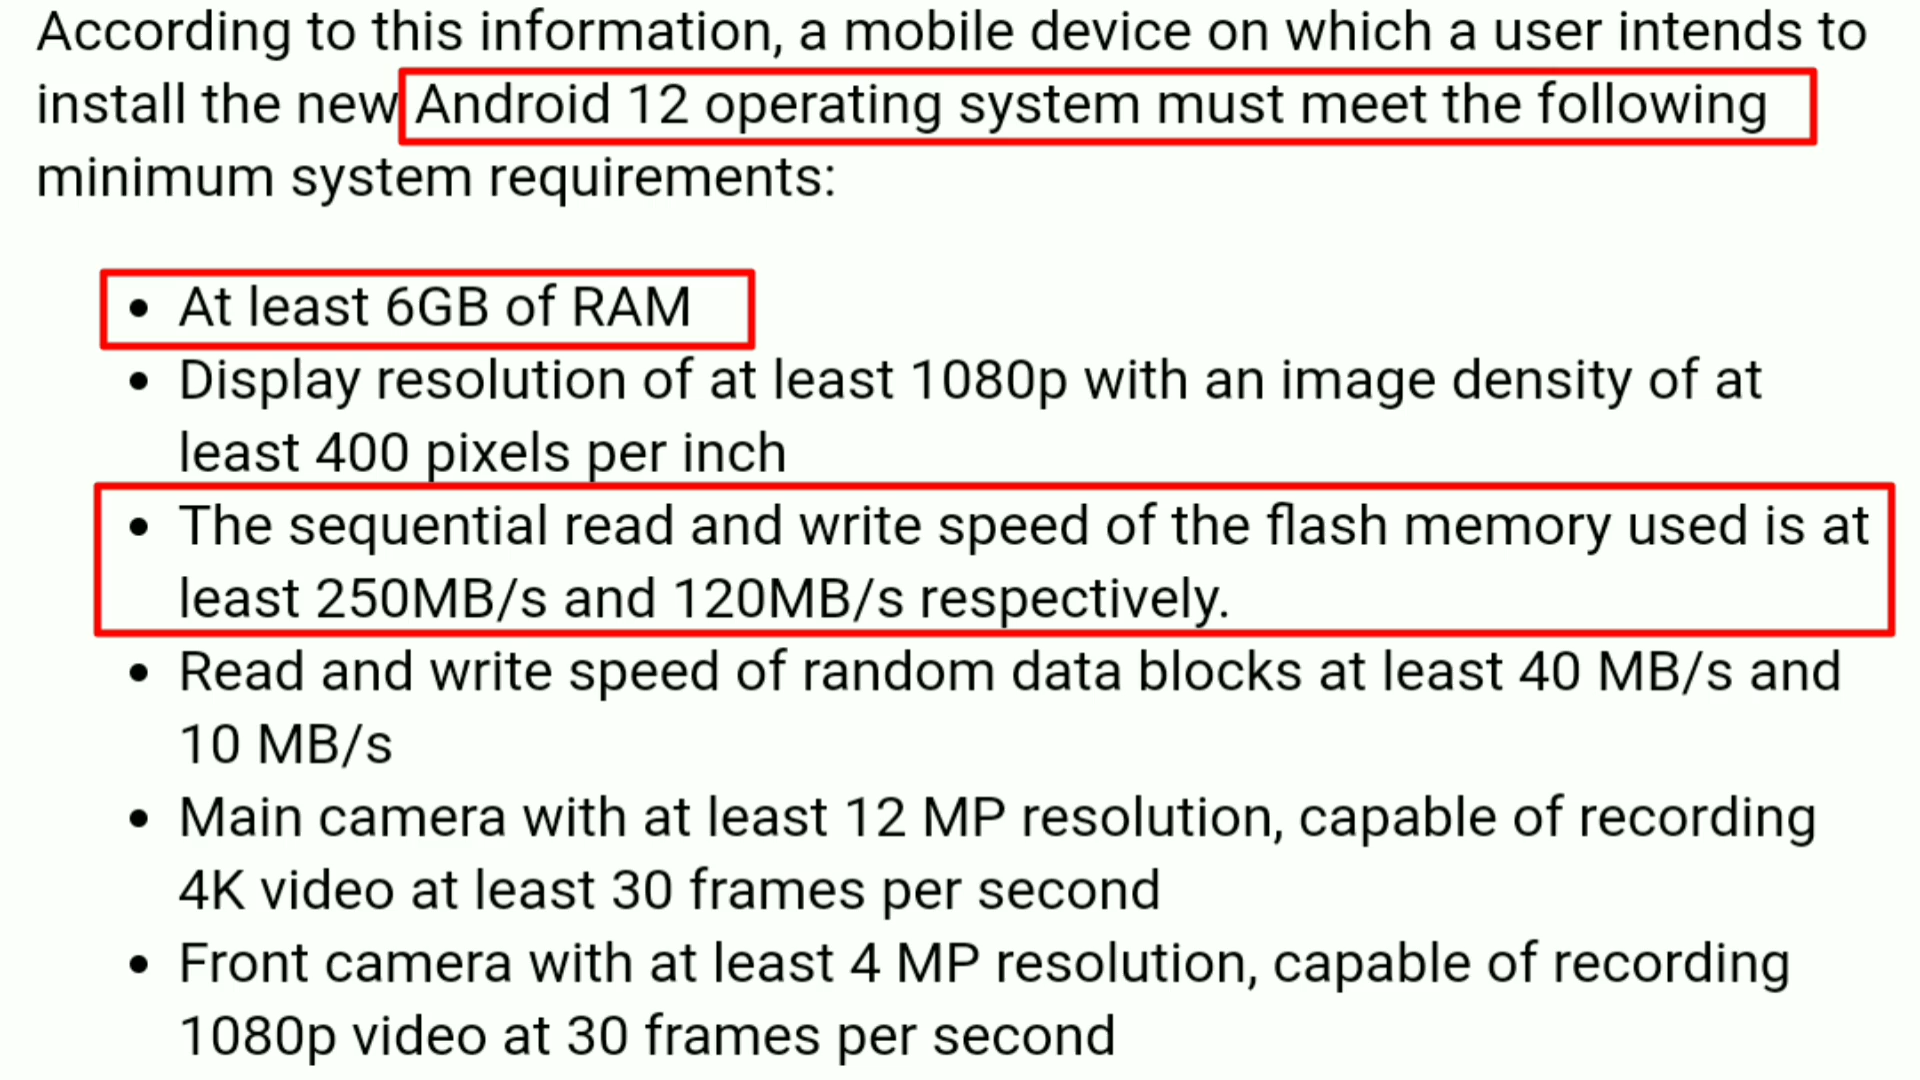 According to this information, a mobile device on which a user intends to
install the new Android 12 operating system must meet the following
minimum system requirements:
• At least 6GB of RAM
• Display resolution of at least 1080p with an image density of at
least 400 pixels per inch
• The sequential read and write speed of the flash memory used is at
least 250MB/s and 120MB/s respectively.
• Read and write speed of random data blocks at least 40 MB/s and
10 MB/s
• Main camera with at least 12 MP resolution, capable of recording
4K video at least 30 frames per second
• Front camera with at least 4 MP resolution, capable of recording
1080p video at 30 frames per second